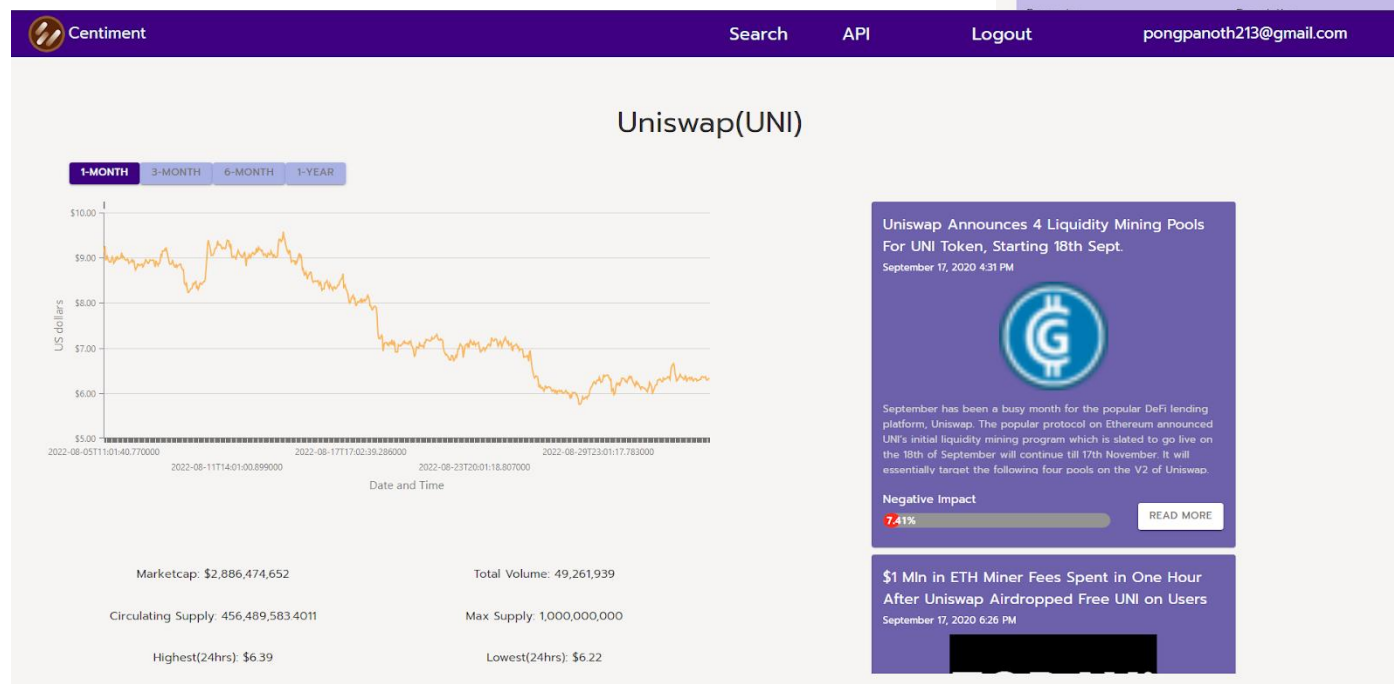 Centiment
Search
API
Logout
pongpanoth213@gmail.com
Uniswap(UNI)
1-MONTH
3-MONTH
6-MONTH
1-YEAR
$10.00
$9.00
$8.00
$7.00
$6.00
$5.00
US dollars
2022-08-05T11:01:40.770000
2022-08-11T14:01:00.899000
2022-08-17T17:02:39.286000
2022-08-23T20:01:18.807000
2022-08-29T23:01:17.783000
Date and Time
Marketcap: $2,886,474,652
Total Volume: 49,261,939
Circulating Supply: 456,489,583.4011
Max Supply: 1,000,000,000
Highest(24hrs): $6.39
Lowest(24hrs): $6.22
Uniswap Announces 4 Liquidity Mining Pools
For UNI Token, Starting 18th Sept.
September 17, 2020 4:31 PM
September has been a busy month for the popular DeFi lending
platform, Uniswap. The popular protocol on Ethereum announced
UNI's initial liquidity mining program which is slated to go live on
the 18th of September will continue till 17th November. It will
essentially target the following four pools on the V2 of Uniswap.
Negative Impact
7.41%
READ MORE
$1 Mln in ETH Miner Fees Spent in One Hour
After Uniswap Airdropped Free UNI on Users
September 17, 2020 6:26 PM